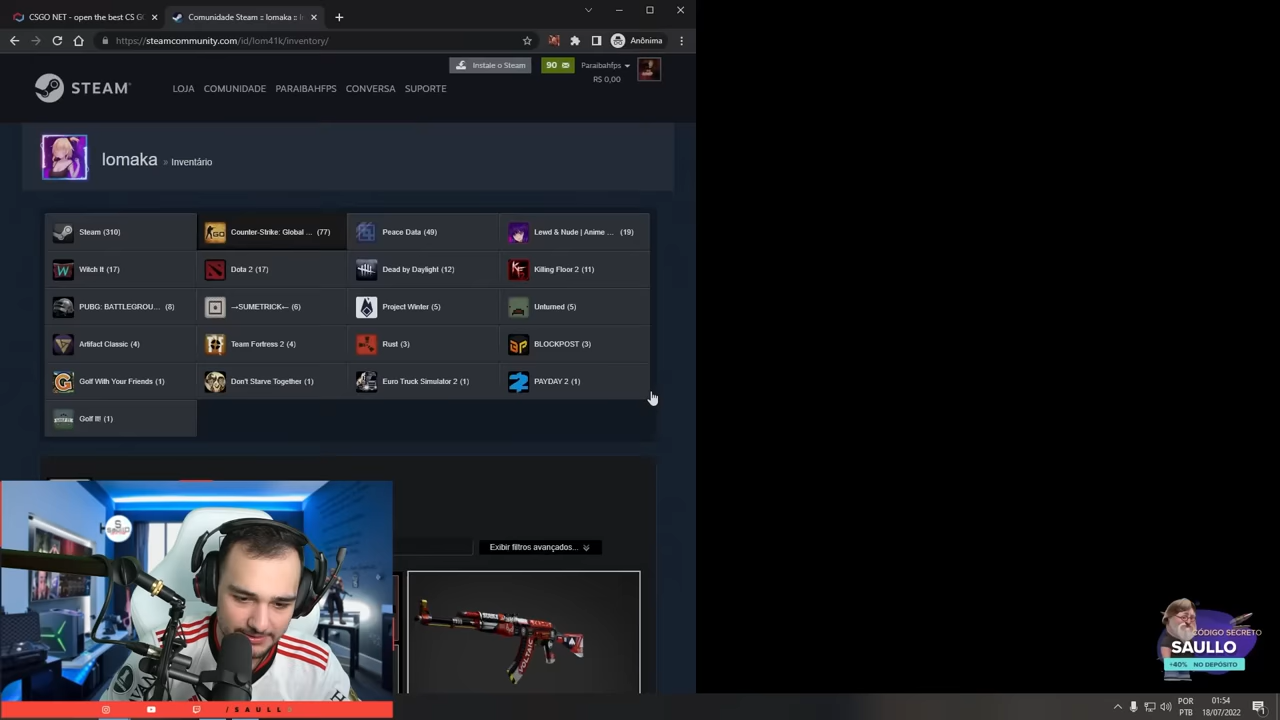 CSGO NET - open the best CS G
Comunidade Steam :: lomaka :: I
https://steamcommunity.com/id/lom41k/inventory/
Anônima
STEAM®
LOJA COMUNIDADE PARAIBAHFPS CONVERSA SUPORTE
Instale o Steam
90
Paraibahfps
R$ 0,00
lomaka » Inventário
Steam (310)
Counter-Strike: Global ... (77)
Peace Data (49)
Lewd & Nude | Anime ... (19)
Witch It (17)
Dota 2 (17)
Dead by Daylight (12)
Killing Floor 2 (11)
PUBG: BATTLEGROU... (8)
→SUMETRICK← (6)
Project Winter (5)
Unturned (5)
Artifact Classic (4)
Team Fortress 2 (4)
Rust (3)
BLOCKPOST (3)
Golf With Your Friends (1)
Don't Starve Together (1)
Euro Truck Simulator 2 (1)
PAYDAY 2 (1)
Golf It! (1)
Exibir filtros avançados...
/ S A U L L
CÓDIGO SECRETO
SAULLO
+40% NO DEPÓSITO
POR
PTB
01:54
18/07/2022